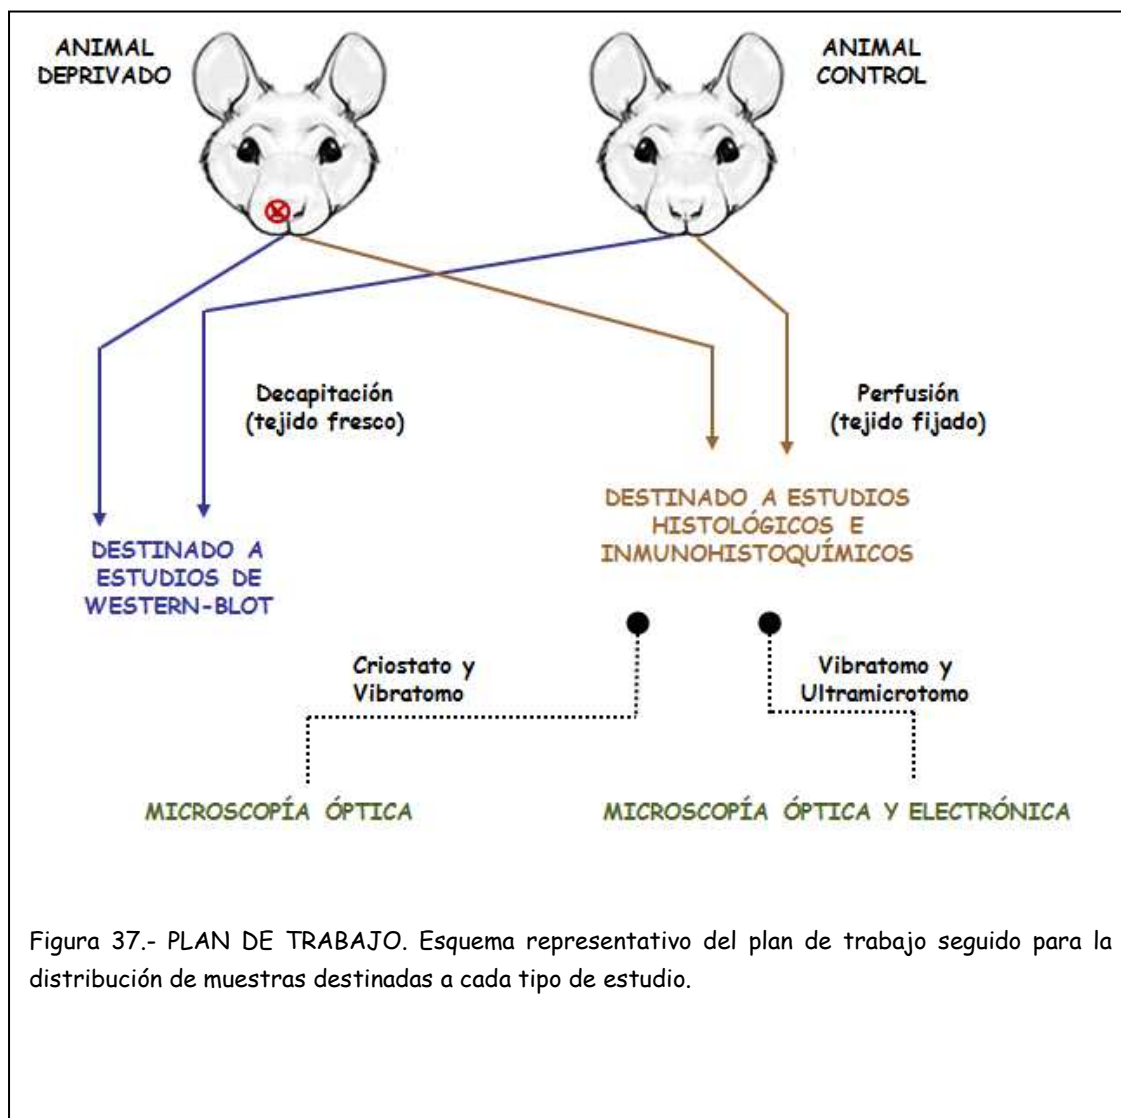 ANIMAL
DEPRIVADO
ANIMAL
CONTROL
Decapitación
(tejido fresco)
Perfusión
(tejido fijado)
DESTINADO A
ESTUDIOS DE
WESTERN-BLOT
DESTINADO A ESTUDIOS
HISTOLÓGICOS E
INMUNOHISTOQUÍMICOS
Criostato y
Vibratomo
Vibratomo y
Ultramicrotomo
MICROSCOPÍA ÓPTICA
MICROSCOPÍA ÓPTICA Y ELECTRÓNICA
Figura 37.- PLAN DE TRABAJO. Esquema representativo del plan de trabajo seguido para la
distribución de muestras destinadas a cada tipo de estudio.